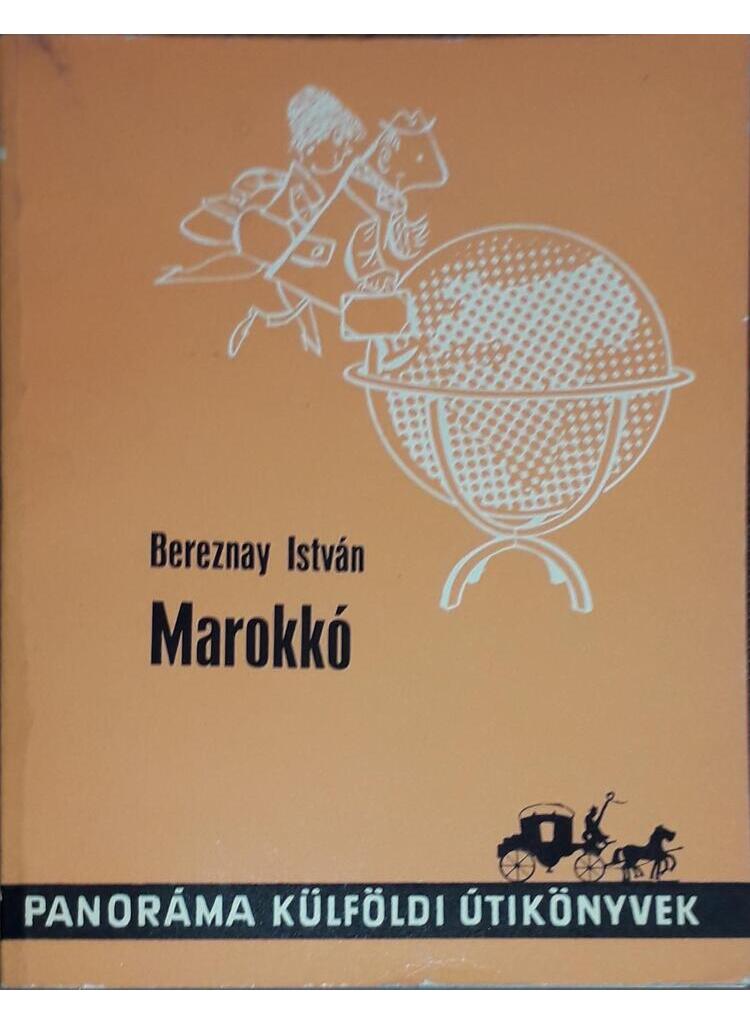 Bereznay István
Marokkó
PANORÁMA KÜLFÖLDI ÚTIKÖNYVEK